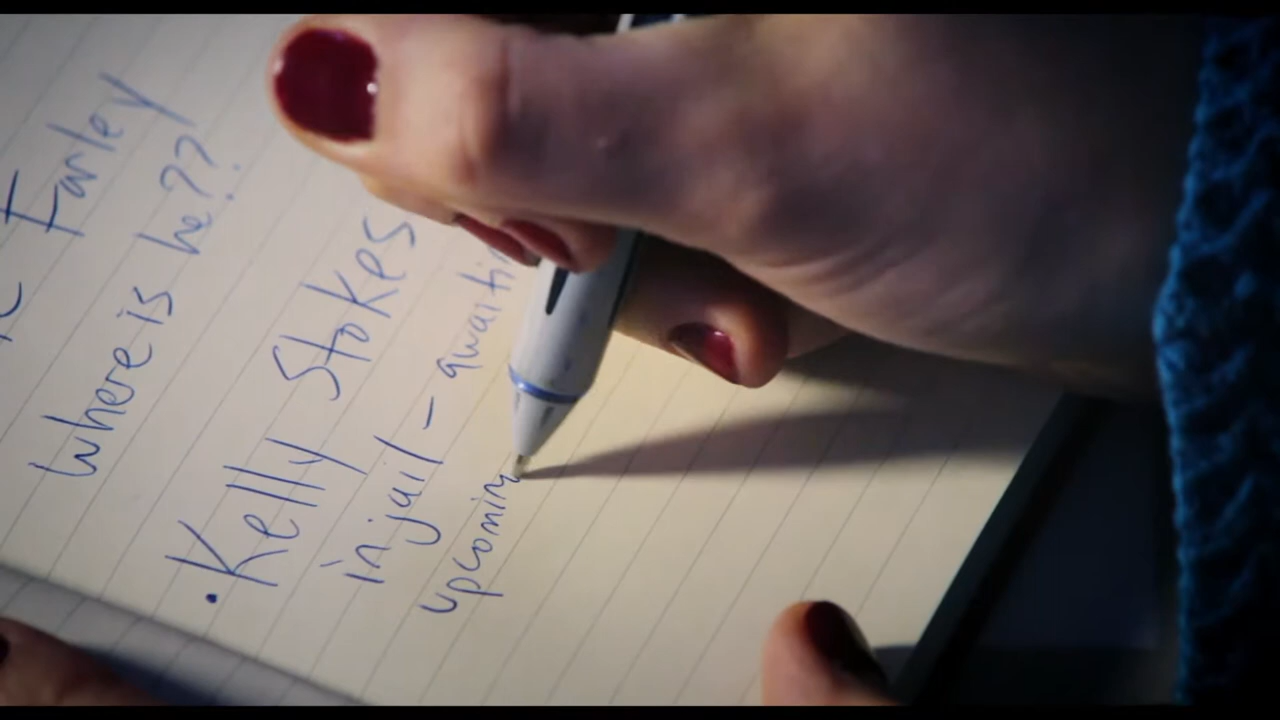 Farley
Where is he??
• Kelly Stokes
in jail - awaiti
upcomin